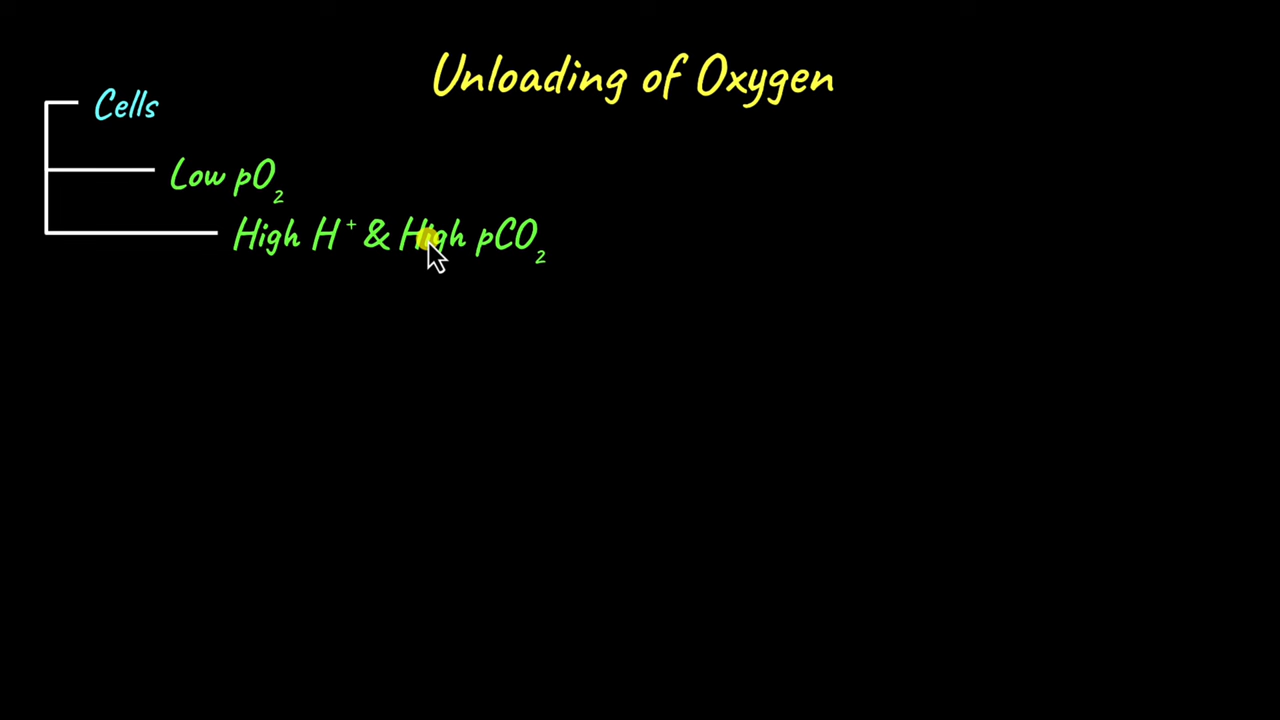 Unloading of Oxygen
Cells
Low pO₂
High H⁺ & High pCO₂